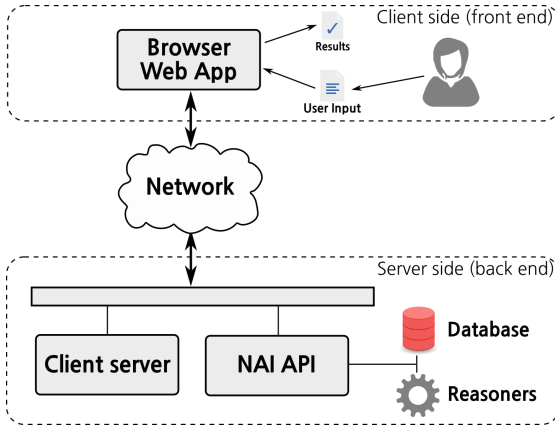 Client side (front end)
Browser
Web App
Results
User Input
Network
Server side (back end)
Client server
NAI API
Database
Reasoners